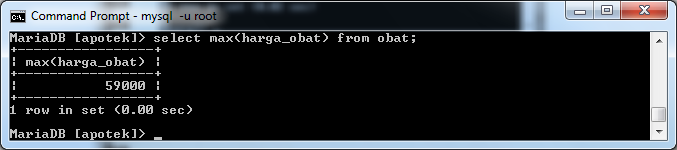 Command Prompt - mysql -u root
MariaDB [apotek]> select max(harga_obat) from obat;
+-----------------+
| max(harga_obat) |
+-----------------+
|           59000 |
+-----------------+
1 row in set (0.00 sec)
MariaDB [apotek]> _